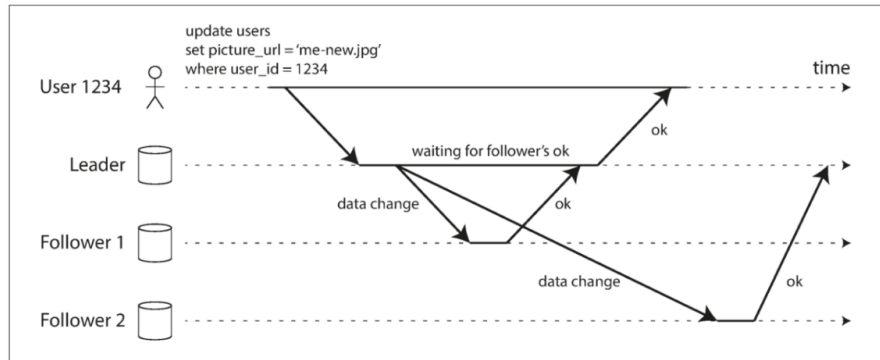 update users
set picture_url = ‘me-new.jpg’
where user_id = 1234
time
User 1234
ok
waiting for follower’s ok
Leader
data change
ok
Follower 1
data change
ok
Follower 2